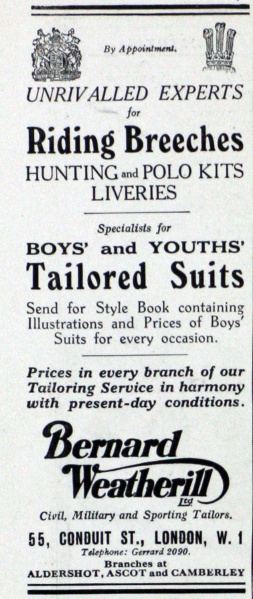 By Appointment.
UNRIVALLED EXPERTS
for
Riding Breeches
HUNTING and POLO KITS
LIVERIES
Specialists for
BOYS' and YOUTHS'
Tailored Suits
Send for Style Book containing
Illustrations and Prices of Boys'
Suits for every occasion.
Prices in every branch of our
Tailoring Service in harmony
with present-day conditions.
Bernard
Weatherill
Ltd
Civil, Military and Sporting Tailors.
55, CONDUIT ST., LONDON, W. 1
Telephone: Gerrard 2090.
Branches at
ALDERSHOT, ASCOT and CAMBERLEY